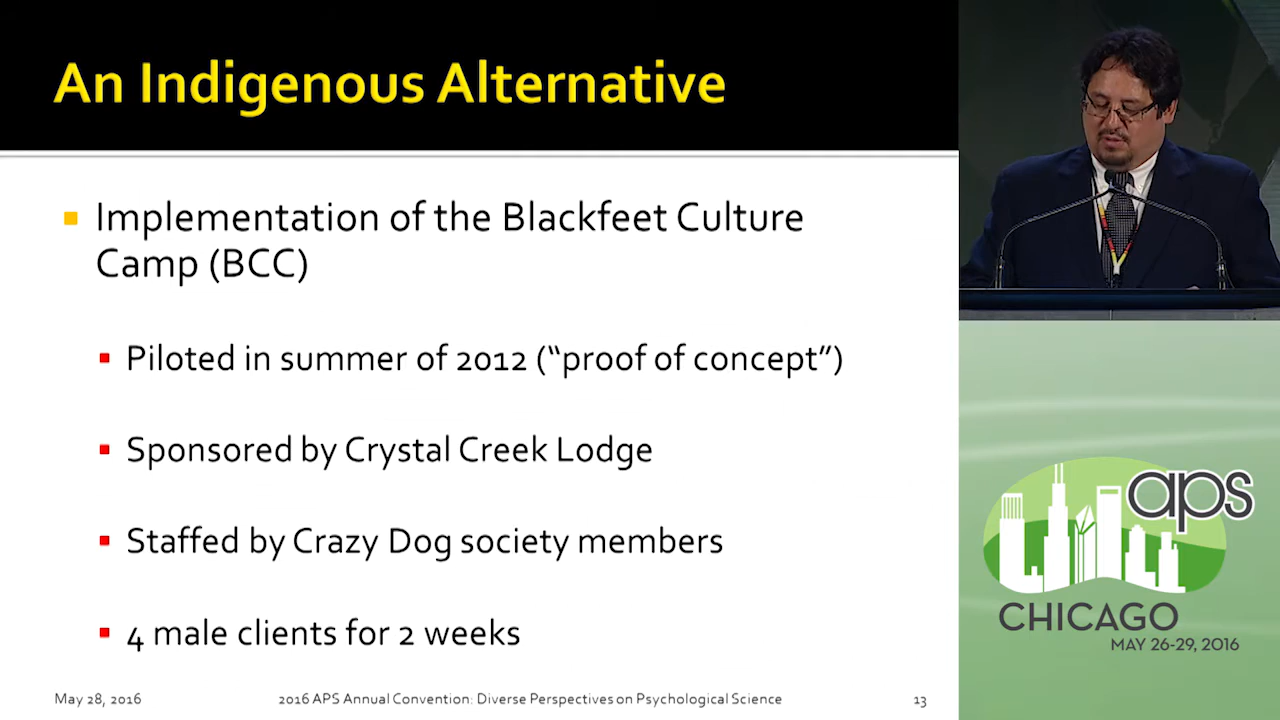 An Indigenous Alternative
Implementation of the Blackfeet Culture
Camp (BCC)
Piloted in summer of 2012 (“proof of concept”)
Sponsored by Crystal Creek Lodge
Staffed by Crazy Dog society members
4 male clients for 2 weeks
May 28, 2016
2016 APS Annual Convention: Diverse Perspectives on Psychological Science
13
aps
CHICAGO
MAY 26-29, 2016